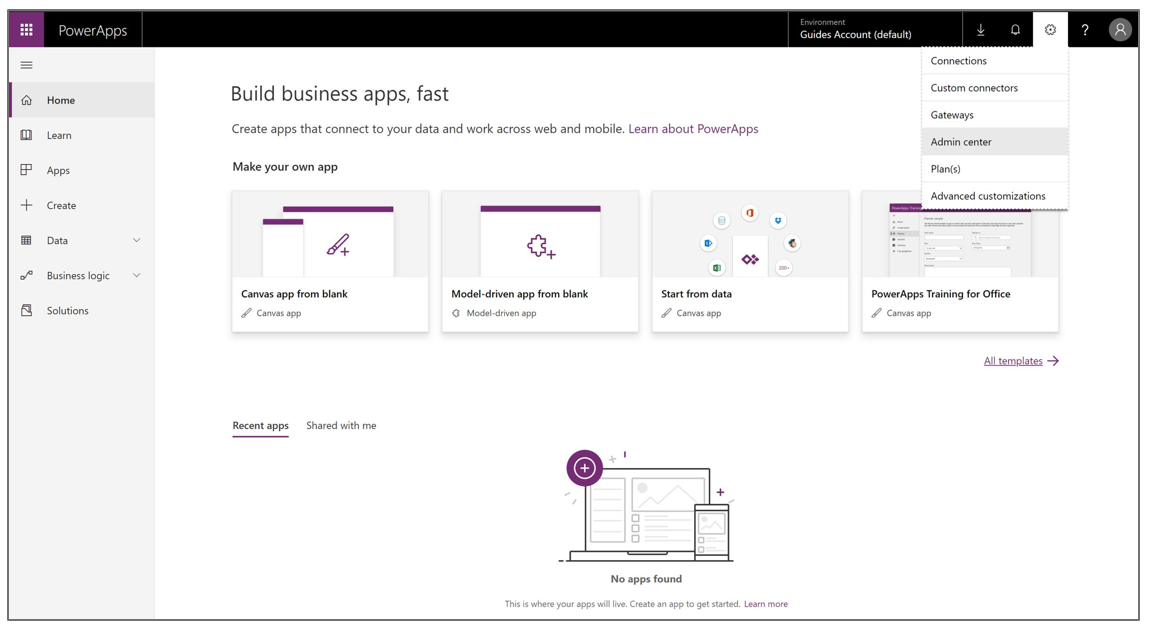 PowerApps
Environment
Guides Account (default)
?
Connections
Custom connectors
Gateways
Admin center
Plan(s)
Advanced customizations
Home
Learn
Apps
Create
Data
Business logic
Solutions
Build business apps, fast
Create apps that connect to your data and work across web and mobile. Learn about PowerApps
Make your own app
200+
Canvas app from blank
Canvas app
Model-driven app from blank
Model-driven app
Start from data
Canvas app
PowerApps Training for Office
Canvas app
All templates
Recent apps Shared with me
No apps found
This is where your apps will live. Create an app to get started. Learn more